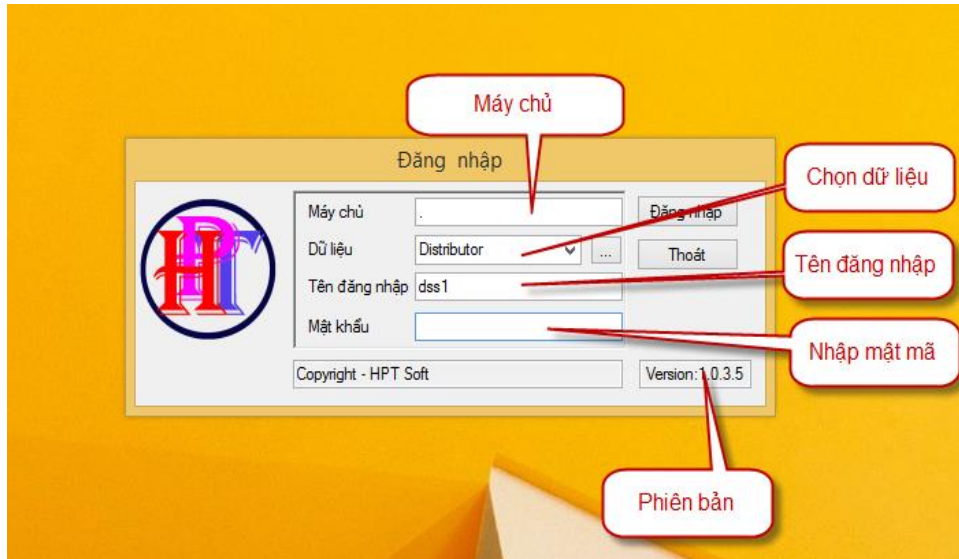 Máy chủ
Đăng nhập
Chọn dữ liệu
Máy chủ .
Đăng nhập
Dữ liệu Distributor ...
Thoát
Tên đăng nhập
Tên đăng nhập dss1
Mật khẩu
Nhập mật mã
Copyright - HPT Soft
Version:1.0.3.5
Phiên bản
HPT